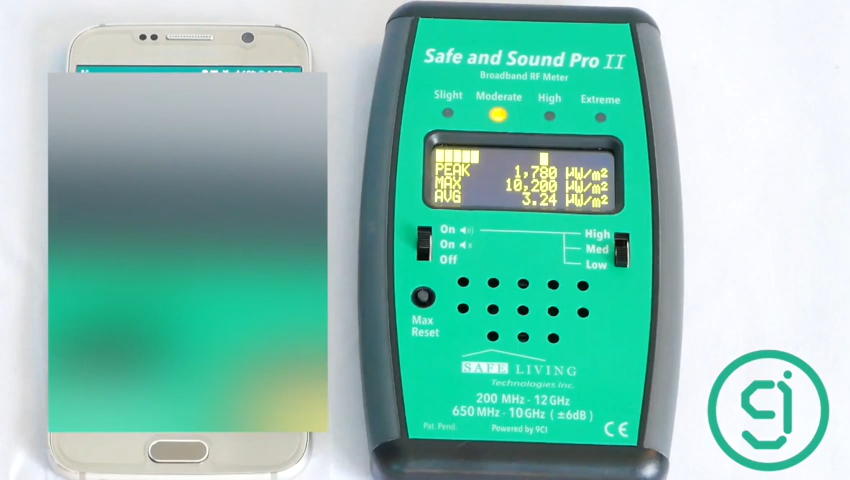 Safe and Sound Pro II
Broadband RF Meter
Slight Moderate High Extreme
PEAK 1,780 µW/m²
MAX 10,200 µW/m²
AVG 3.24 µW/m²
On
On
Off
High
Med
Low
Max
Reset
SAFE LIVING
Technologies Inc.
200 MHz - 12 GHz
650 MHz - 10 GHz (±6dB)
Pat. Pend. Powered by 9CI CE